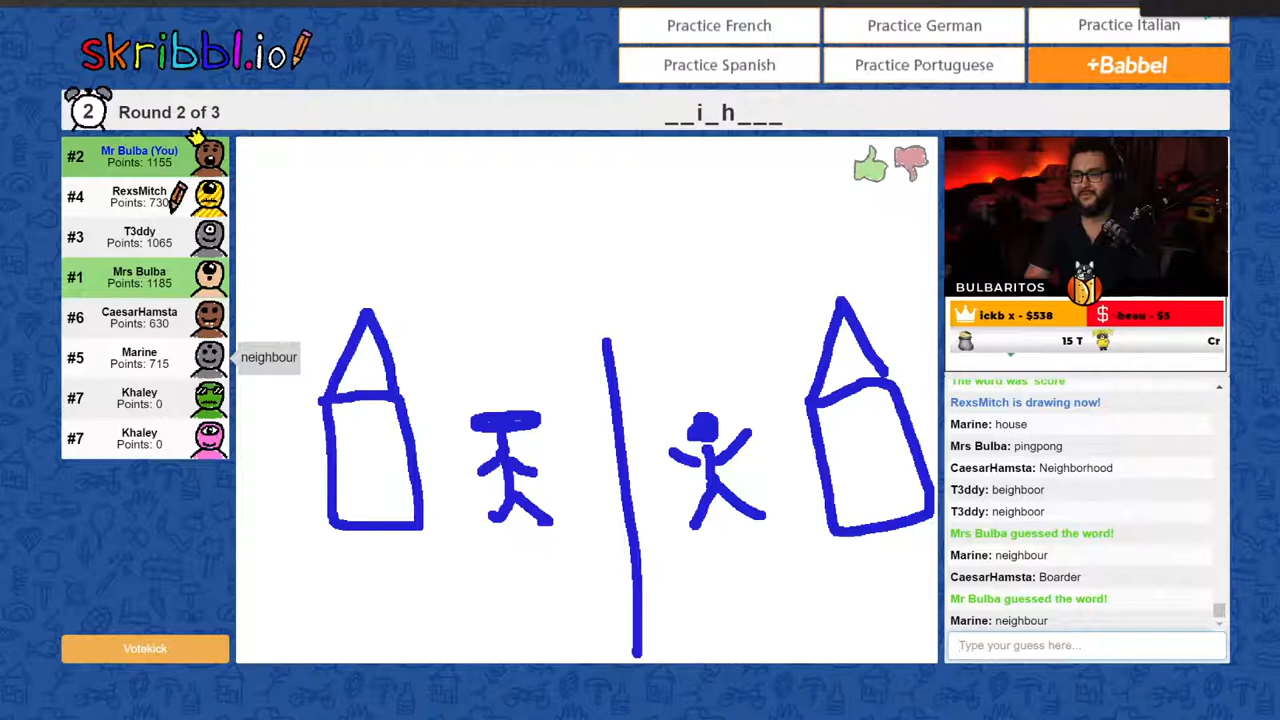 Practice French
Practice German
Practice Italian
skribbl.io
Practice Spanish
Practice Portuguese
+Babbel
2
Round 2 of 3
__i_h___
#2
Mr Bulba (You)
Points: 1155
#4
RexsMitch
Points: 730
#3
T3ddy
Points: 1065
#1
Mrs Bulba
Points: 1185
#6
CaesarHamsta
Points: 630
#5
Marine
Points: 715
neighbour
#7
Khaley
Points: 0
#7
Khaley
Points: 0
Votekick
BULBARITOS
ickb x - $538
beau - $5
15 T
Cr
The word was 'score'
RexsMitch is drawing now!
Marine: house
Mrs Bulba: pingpong
CaesarHamsta: Neighborhood
T3ddy: beighboor
T3ddy: neighboor
Mrs Bulba guessed the word!
Marine: neighbour
CaesarHamsta: Boarder
Mr Bulba guessed the word!
Marine: neighbour
Type your guess here...